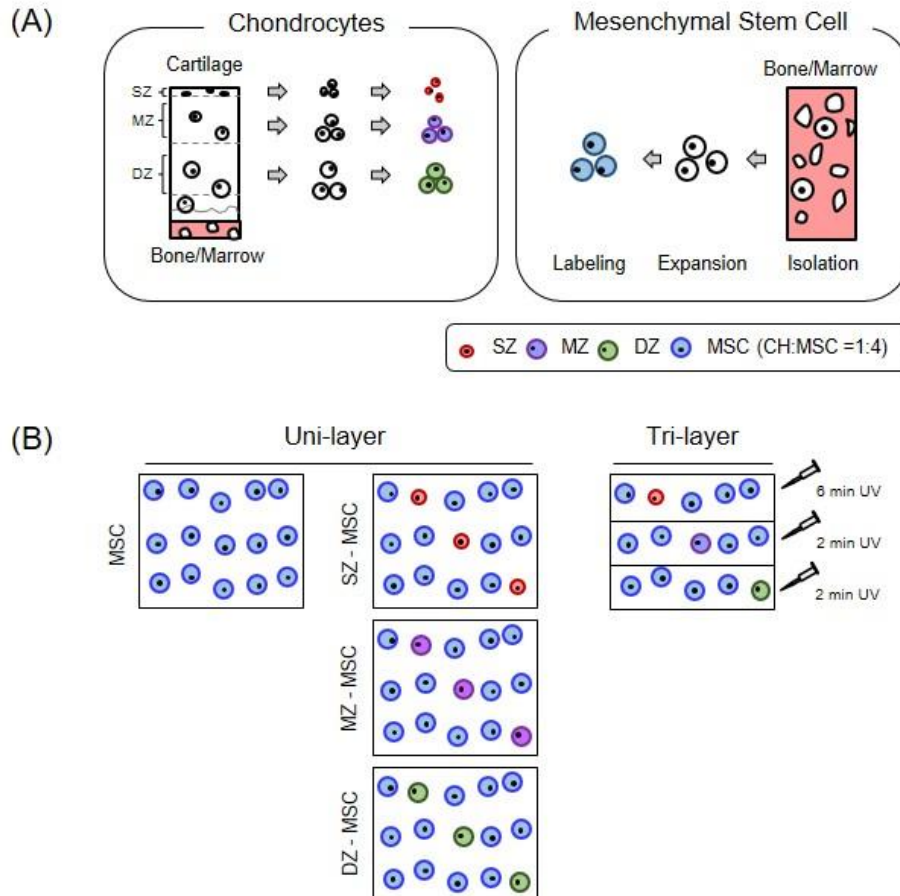 (A)
Chondrocytes
Mesenchymal Stem Cell
Cartilage
SZ
MZ
DZ
Bone/Marrow
Bone/Marrow
Labeling
Expansion
Isolation
SZ MZ DZ MSC (CH:MSC =1:4)
(B)
Uni-layer
Tri-layer
MSC
SZ - MSC
6 min UV
2 min UV
2 min UV
MZ - MSC
DZ - MSC